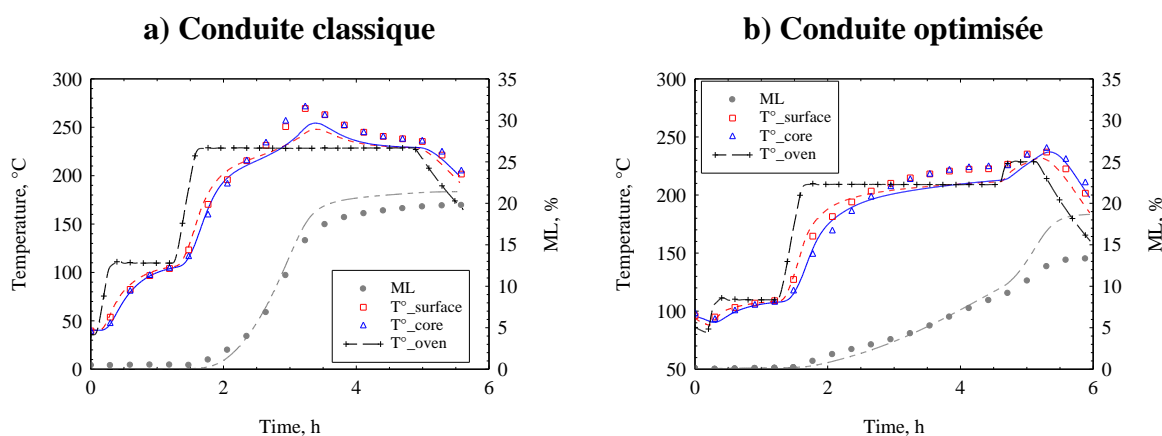 a) Conduite classique
b) Conduite optimisée
300
250
200
150
100
50
0
Temperature, °C
35
30
25
20
15
10
5
0
ML, %
ML
T°_surface
T°_core
T°_oven
0
2
4
6
Time, h
300
250
200
150
100
50
Temperature, °C
35
30
25
20
15
10
5
0
ML, %
ML
T°_surface
T°_core
T°_oven
0
2
4
6
Time, h